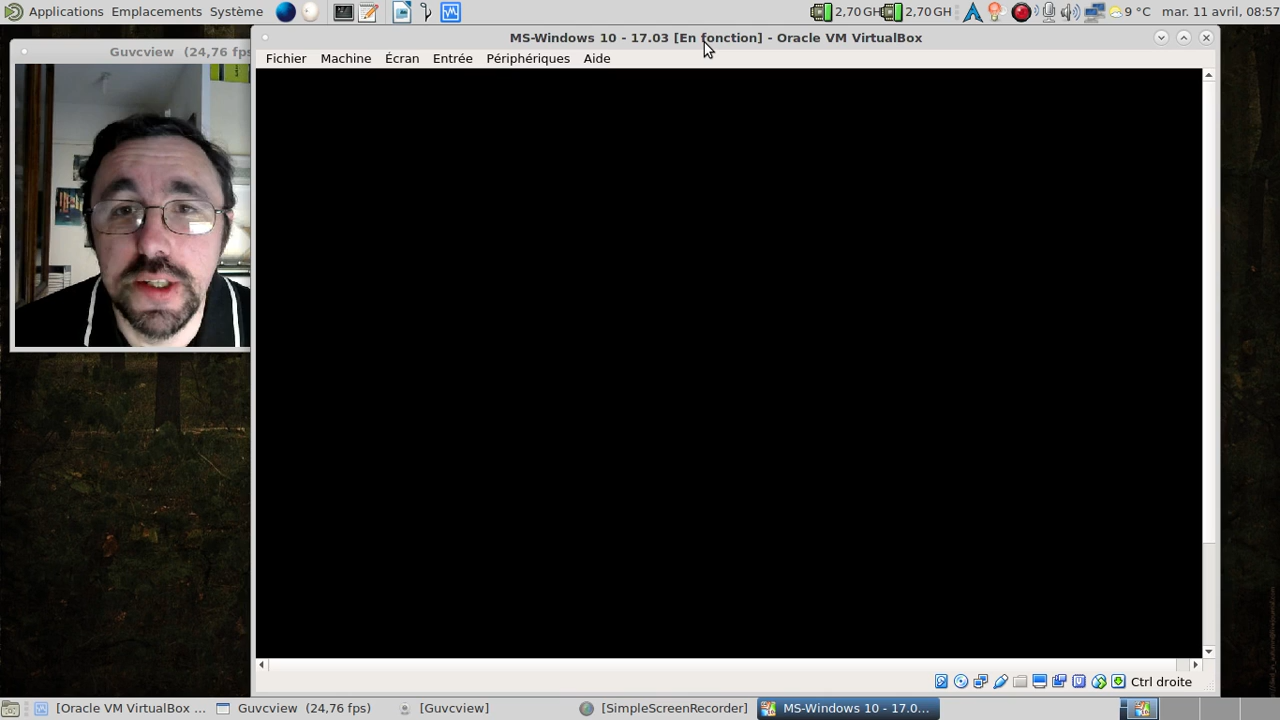 Applications Emplacements Système
2,70 GH 2,70 GH 9 °C mar. 11 avril, 08:57
Guvcview (24,76 fps
MS-Windows 10 - 17.03 [En fonction] - Oracle VM VirtualBox
Fichier Machine Écran Entrée Périphériques Aide
Ctrl droite
[Oracle VM VirtualBox ... Guvcview (24,76 fps) [Guvcview] [SimpleScreenRecorder] MS-Windows 10 - 17.0...